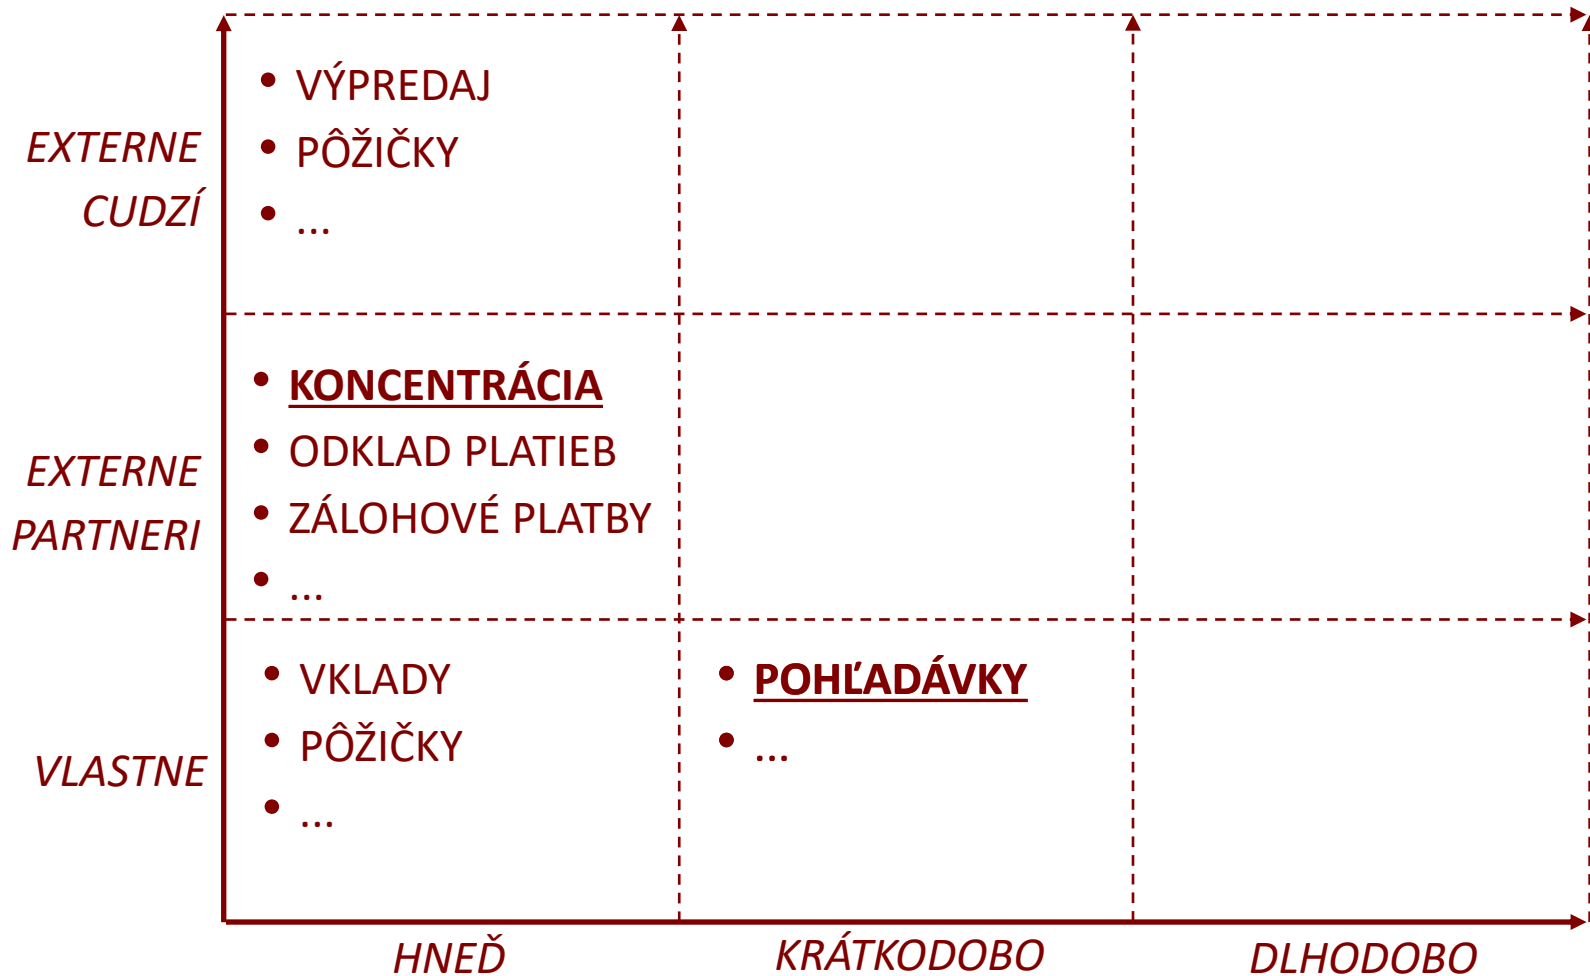 EXTERNE
CUDZÍ
• VÝPREDAJ
• PÔŽIČKY
• ...
EXTERNE
PARTNERI
• KONCENTRÁCIA
• ODKLAD PLATIEB
• ZÁLOHOVÉ PLATBY
• ...
VLASTNE
• VKLADY
• PÔŽIČKY
• ...
• POHĽADÁVKY
• ...
HNEĎ
KRÁTKODOBO
DLHODOBO